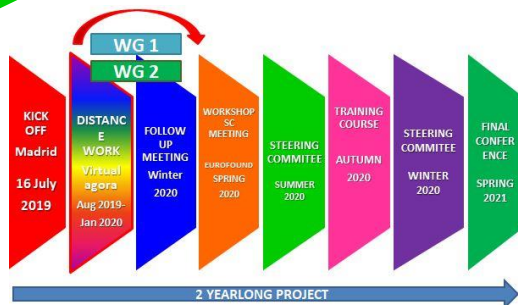 WG 1
WG 2
KICK
OFF
Madrid
16 July
2019
DISTANC
E
WORK
Virtual
agora
Aug 2019-
Jan 2020
FOLLOW
UP
MEETING
Winter
2020
WORKSHOP
SC
MEETING
EUROFOUND
SPRING
2020
STEERING
COMMITEE
SUMMER
2020
TRAINING
COURSE
AUTUMN
2020
STEERING
COMMITEE
WINTER
2020
FINAL
CONFER
ENCE
SPRING
2021
2 YEARLONG PROJECT